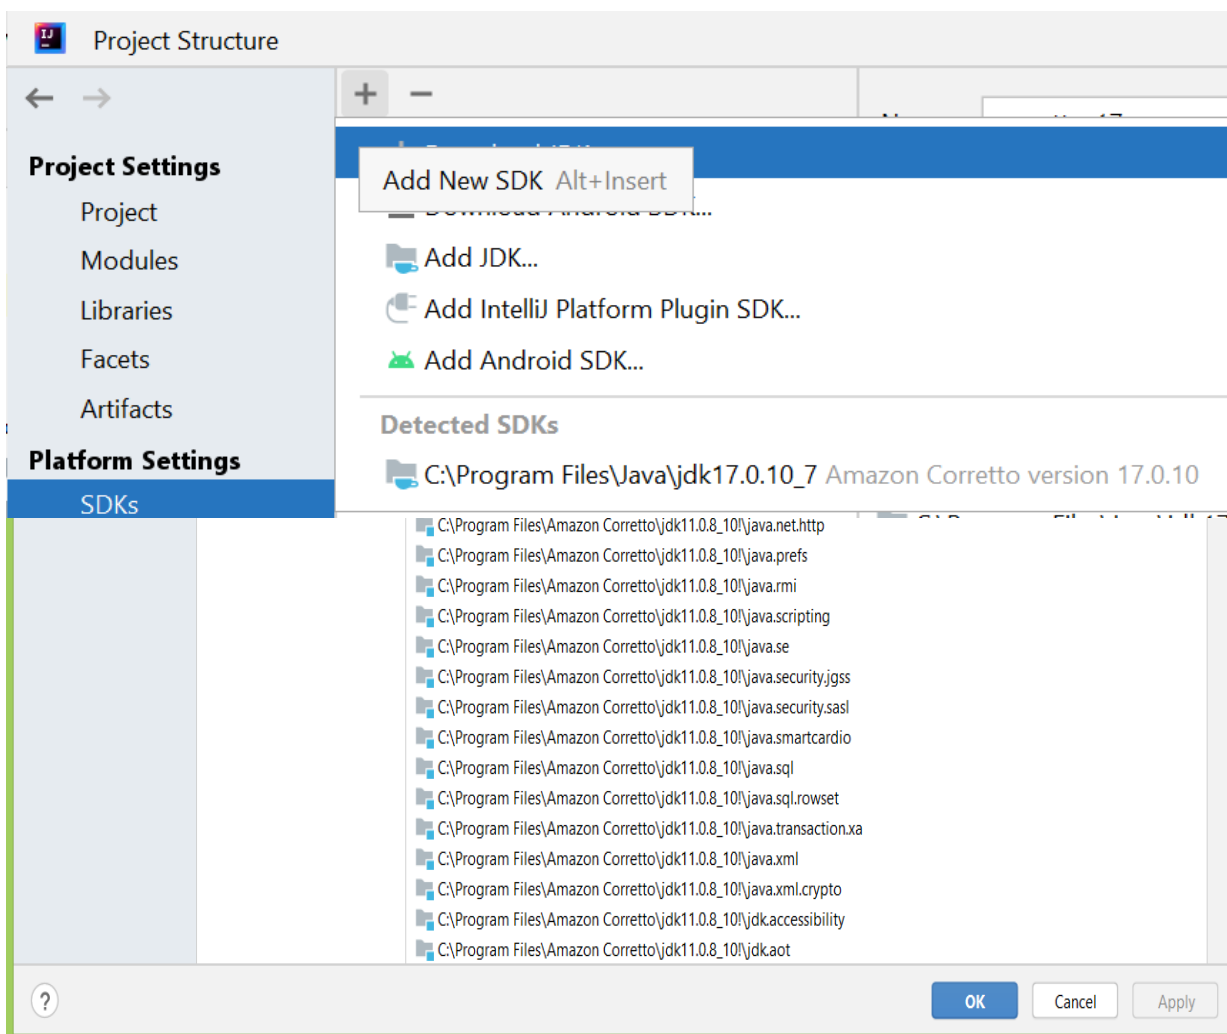 IJ
Project Structure
Project Settings
Project
Modules
Libraries
Facets
Artifacts
Platform Settings
SDKs
Add New SDK Alt+Insert
Download Android SDK...
Add JDK...
Add IntelliJ Platform Plugin SDK...
Add Android SDK...
Detected SDKs
C:\Program Files\Java\jdk17.0.10_7 Amazon Corretto version 17.0.10
C:\Program Files\Amazon Corretto\jdk11.0.8_10!\java.net.http
C:\Program Files\Amazon Corretto\jdk11.0.8_10!\java.prefs
C:\Program Files\Amazon Corretto\jdk11.0.8_10!\java.rmi
C:\Program Files\Amazon Corretto\jdk11.0.8_10!\java.scripting
C:\Program Files\Amazon Corretto\jdk11.0.8_10!\java.se
C:\Program Files\Amazon Corretto\jdk11.0.8_10!\java.security.jgss
C:\Program Files\Amazon Corretto\jdk11.0.8_10!\java.security.sasl
C:\Program Files\Amazon Corretto\jdk11.0.8_10!\java.smartcardio
C:\Program Files\Amazon Corretto\jdk11.0.8_10!\java.sql
C:\Program Files\Amazon Corretto\jdk11.0.8_10!\java.sql.rowset
C:\Program Files\Amazon Corretto\jdk11.0.8_10!\java.transaction.xa
C:\Program Files\Amazon Corretto\jdk11.0.8_10!\java.xml
C:\Program Files\Amazon Corretto\jdk11.0.8_10!\java.xml.crypto
C:\Program Files\Amazon Corretto\jdk11.0.8_10!\jdk.accessibility
C:\Program Files\Amazon Corretto\jdk11.0.8_10!\jdk.aot
?
OK
Cancel
Apply